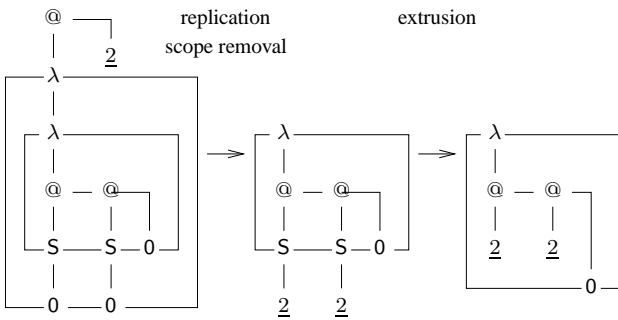 @ replication extrusion
2 scope removal
λ
λ λ λ
@ @ @ @ @ @
2 2
S S 0 S S 0
0
0 0 2 2